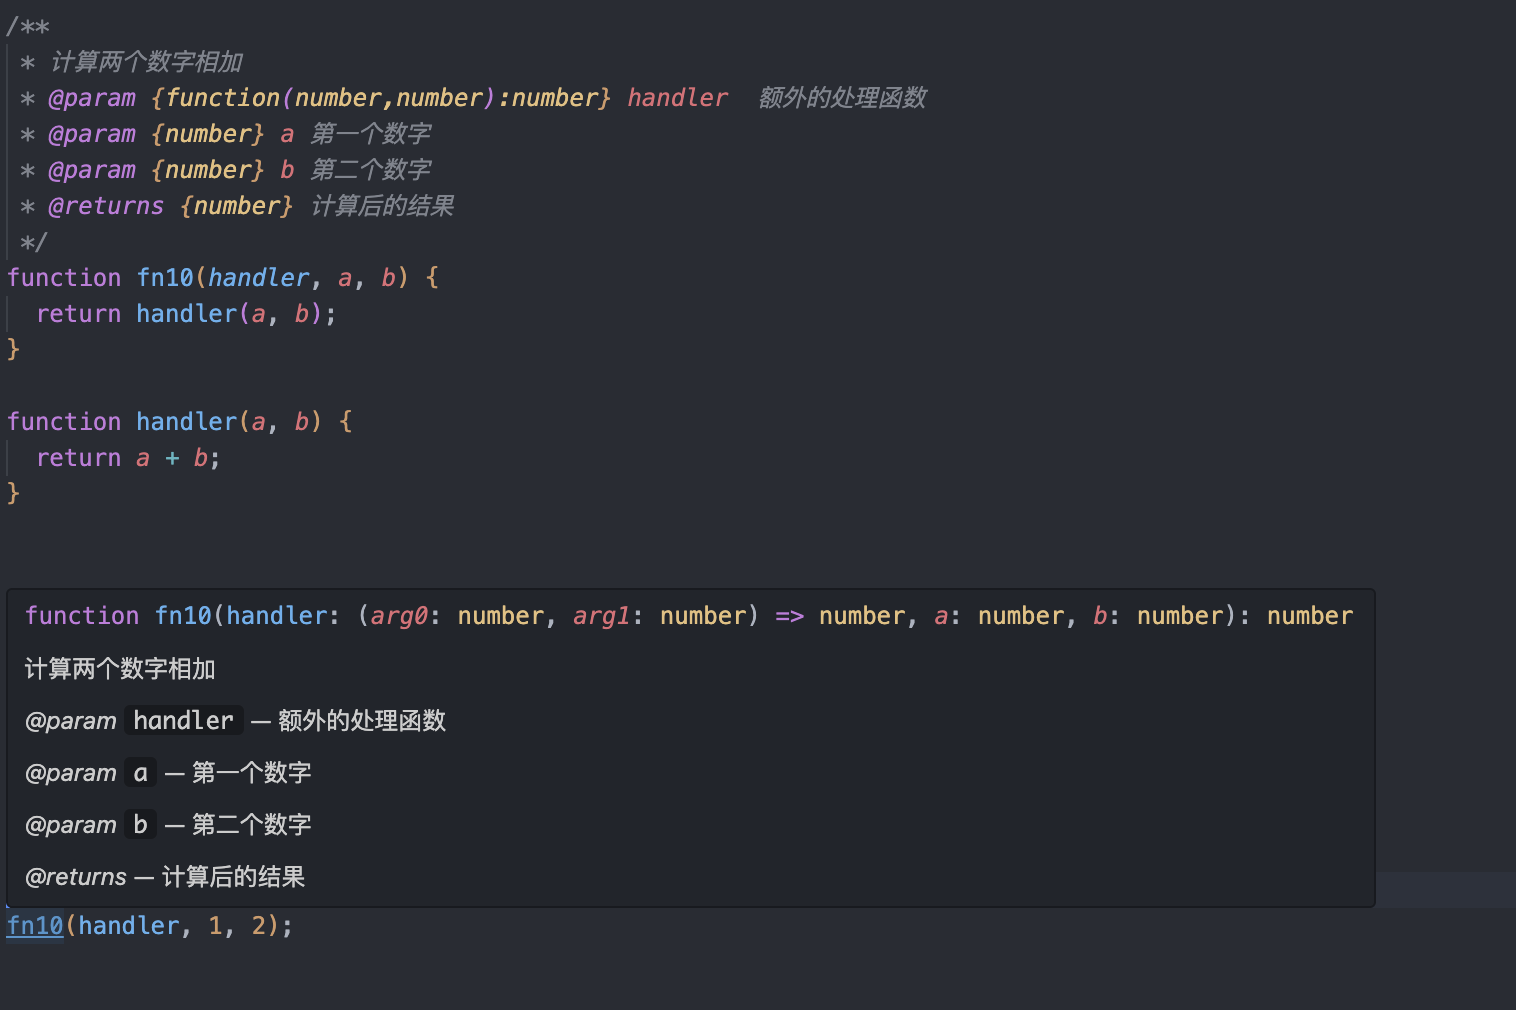 /**
 * 计算两个数字相加
 * @param {function(number,number):number} handler  额外的处理函数
 * @param {number} a 第一个数字
 * @param {number} b 第二个数字
 * @returns {number} 计算后的结果
 */
function fn10(handler, a, b) {
  return handler(a, b);
}
function handler(a, b) {
  return a + b;
}
function fn10(handler: (arg0: number, arg1: number) => number, a: number, b: number): number
计算两个数字相加
@param handler — 额外的处理函数
@param a — 第一个数字
@param b — 第二个数字
@returns — 计算后的结果
fn10(handler, 1, 2);